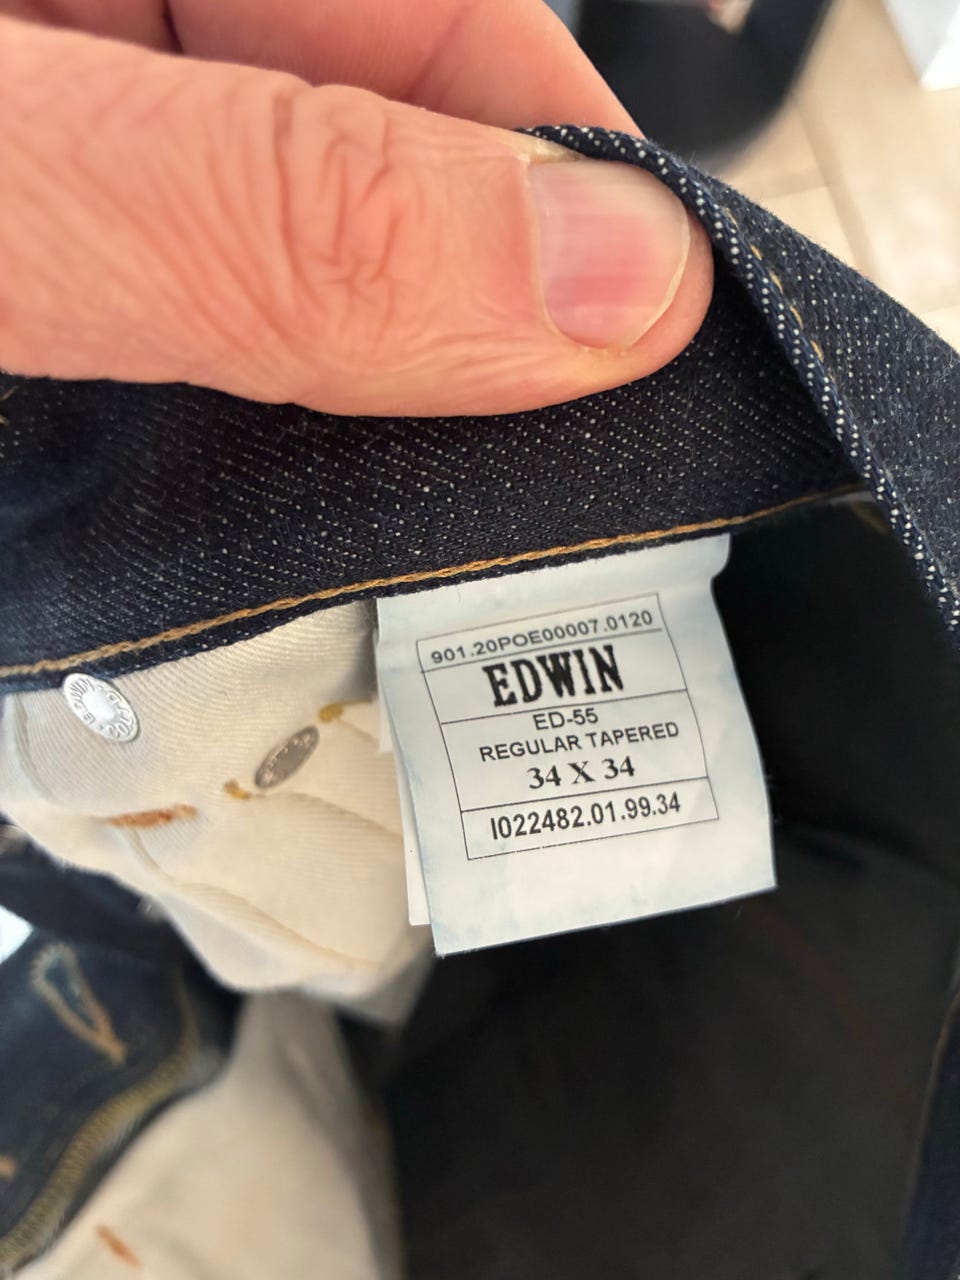 901.20POE00007.0120
EDWIN
ED-55
REGULAR TAPERED
34 X 34
I022482.01.99.34